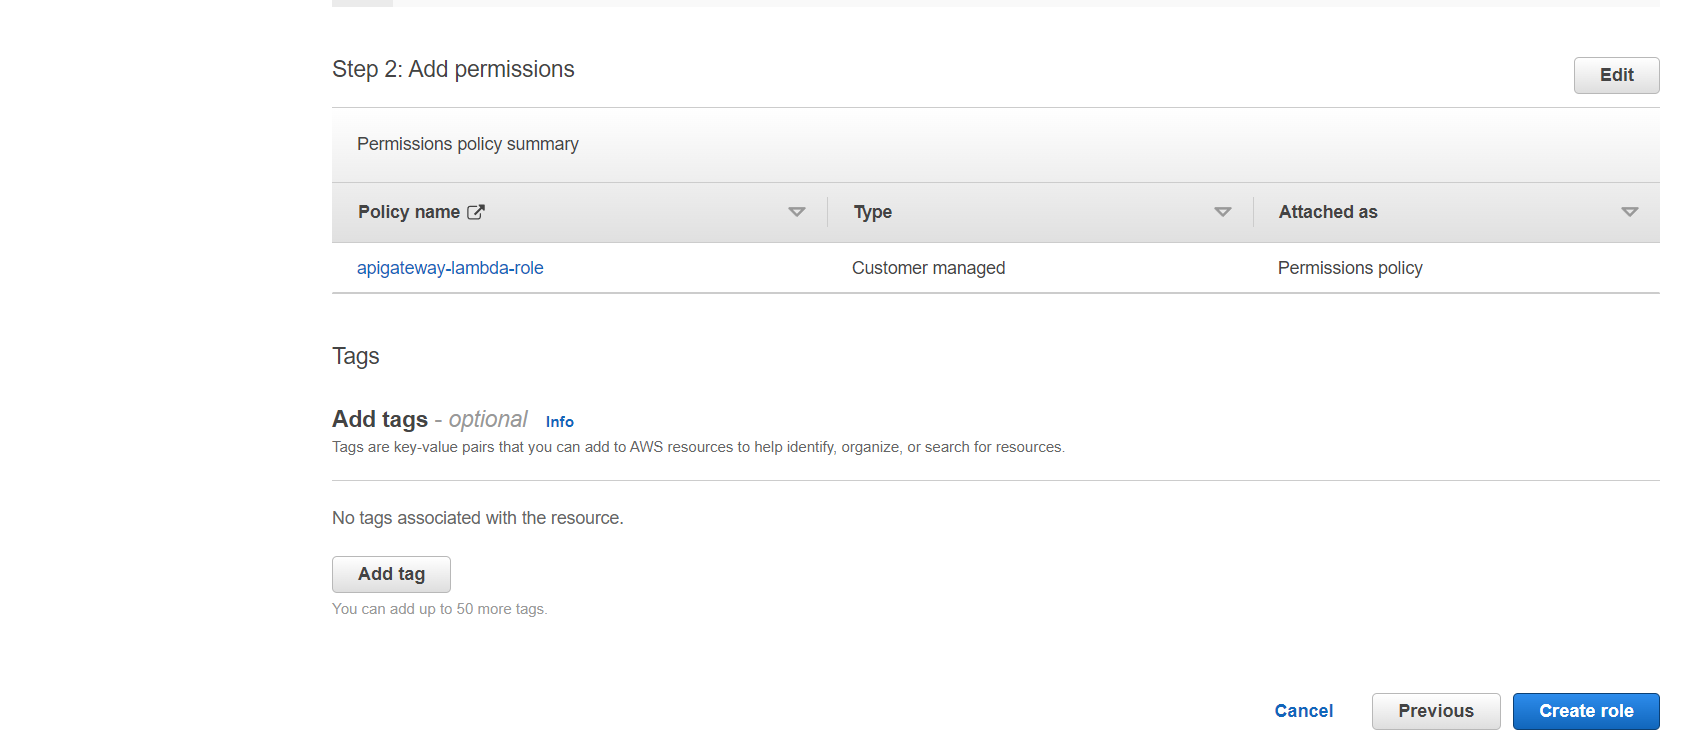 Step 2: Add permissions
Edit
Permissions policy summary
Policy name Type Attached as
apigateway-lambda-role Customer managed Permissions policy
Tags
Add tags - optional Info
Tags are key-value pairs that you can add to AWS resources to help identify, organize, or search for resources.
No tags associated with the resource.
Add tag
You can add up to 50 more tags.
Cancel Previous Create role